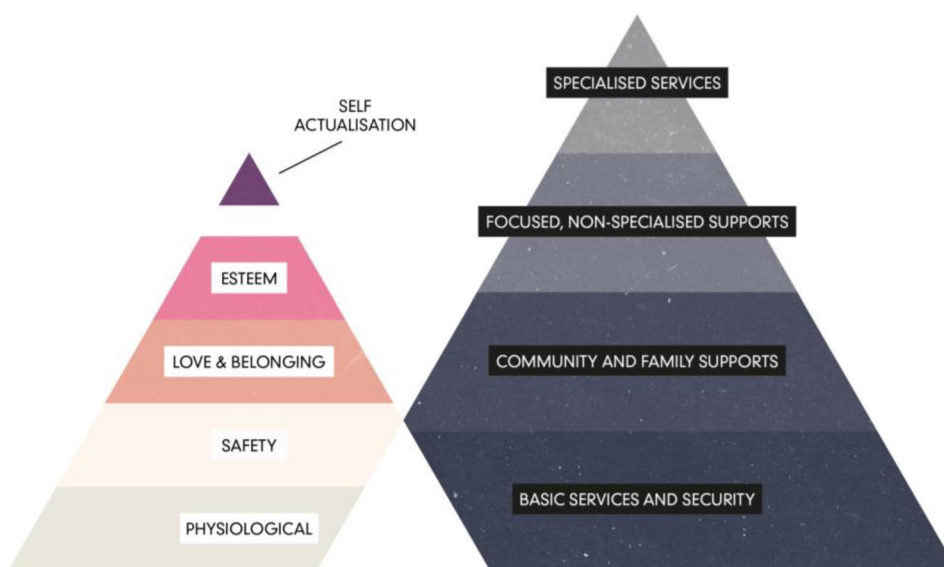 SELF
ACTUALISATION
ESTEEM
LOVE & BELONGING
SAFETY
PHYSIOLOGICAL
SPECIALISED SERVICES
FOCUSED, NON-SPECIALISED SUPPORTS
COMMUNITY AND FAMILY SUPPORTS
BASIC SERVICES AND SECURITY